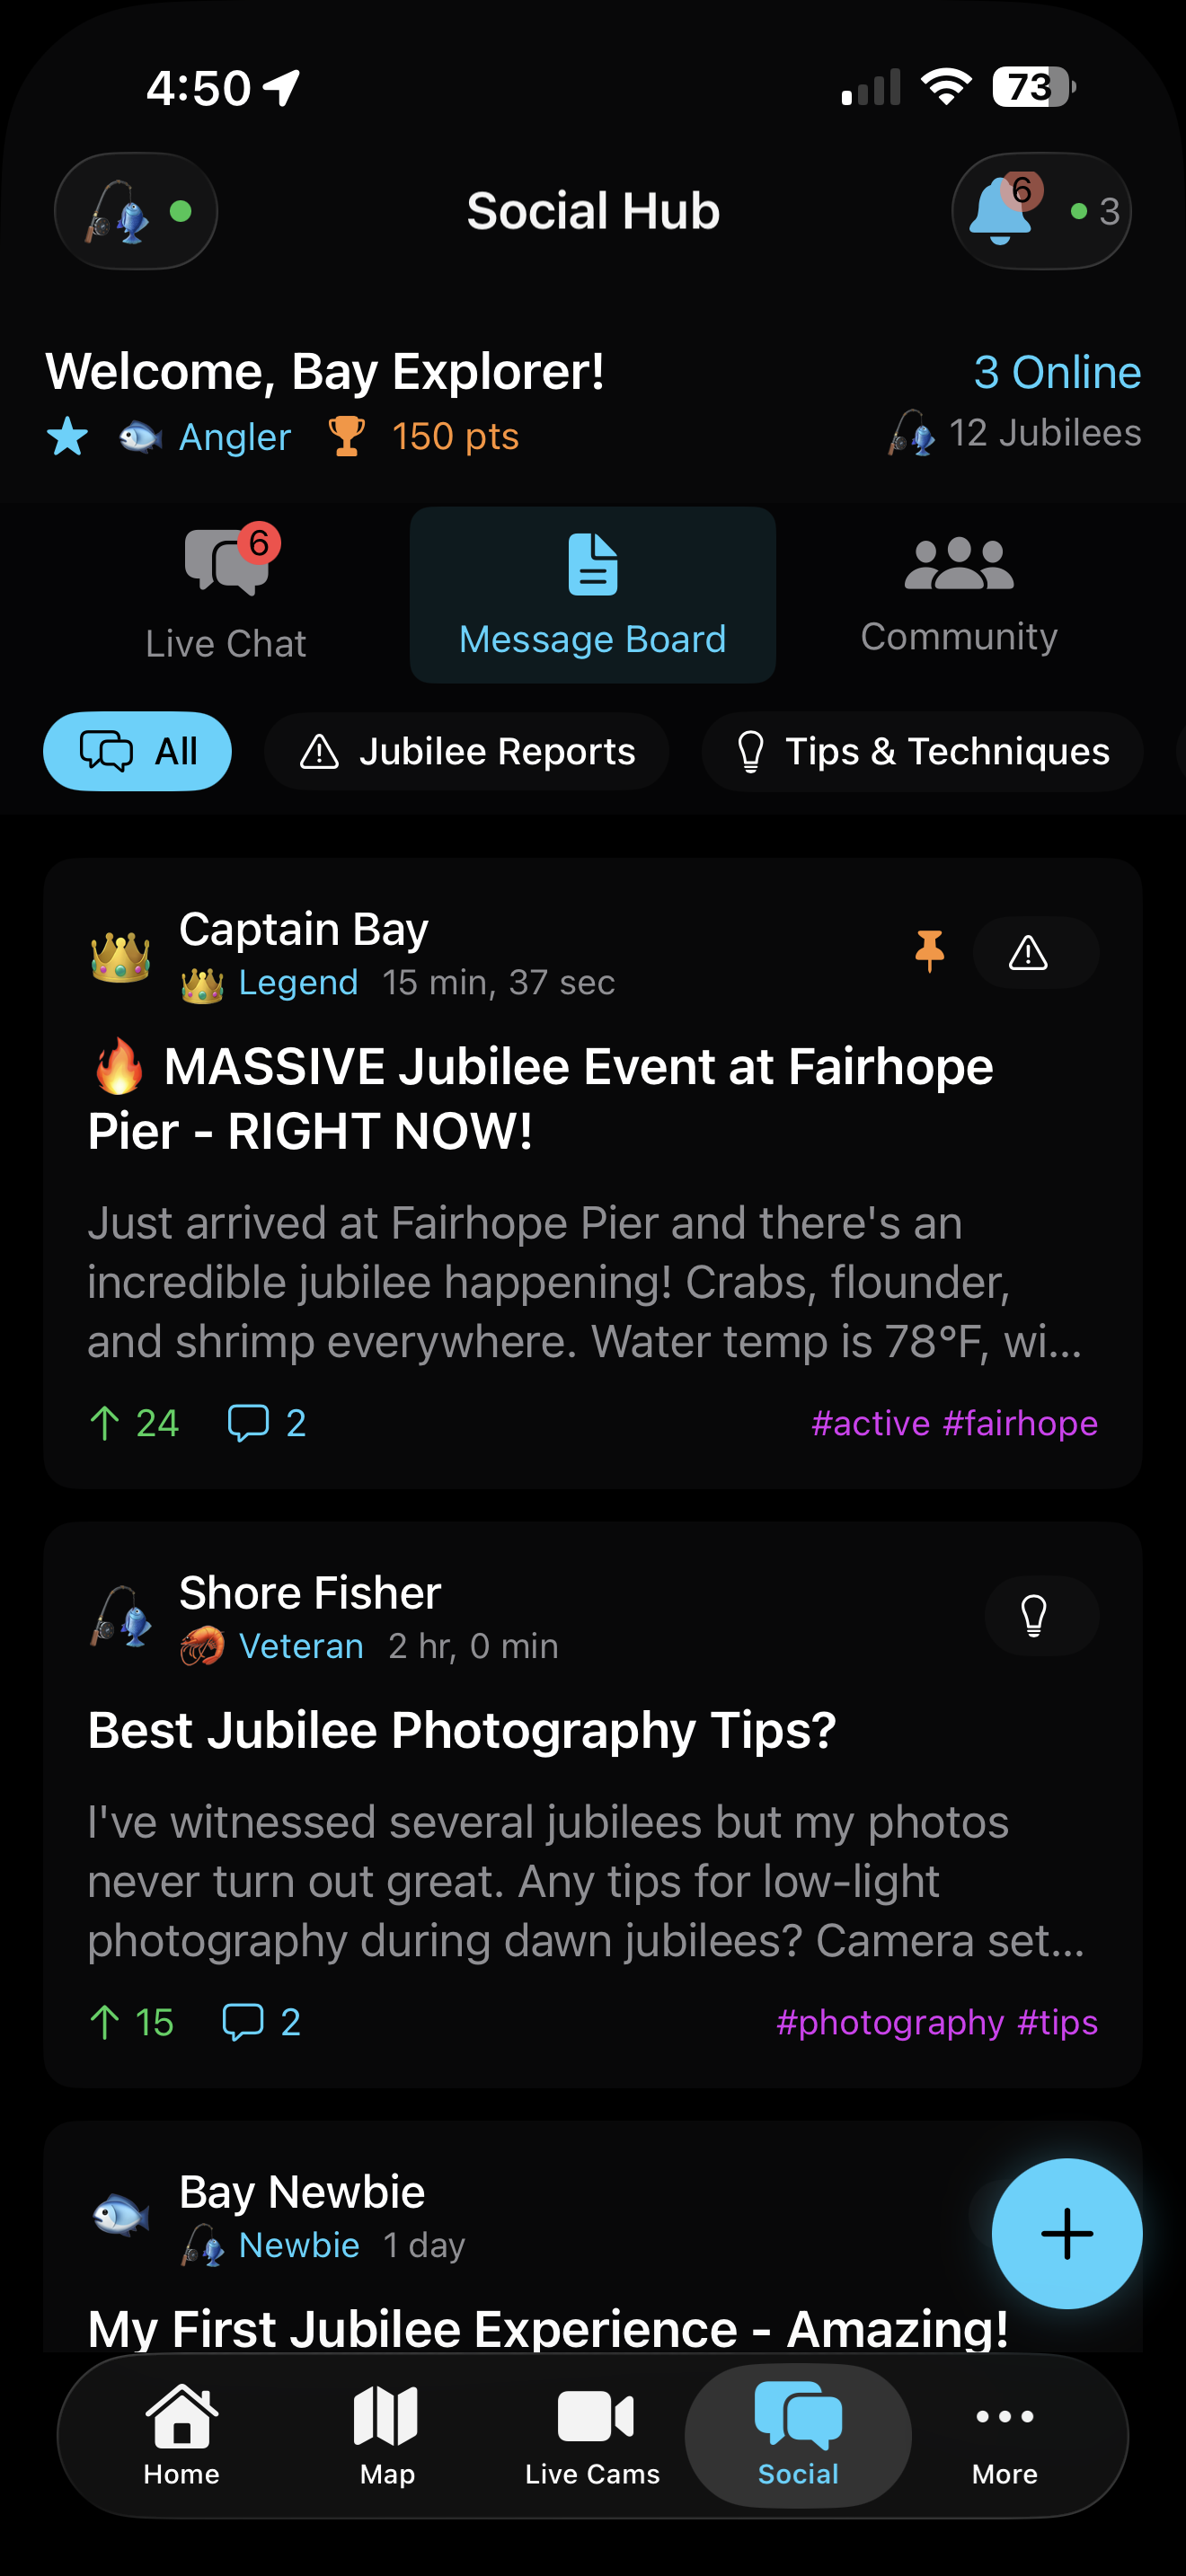 4:50
73
Social Hub
6
3
Welcome, Bay Explorer!
3 Online
Angler
150 pts
12 Jubilees
6
Live Chat
Message Board
Community
All
Jubilee Reports
Tips & Techniques
Captain Bay
Legend 15 min, 37 sec
MASSIVE Jubilee Event at Fairhope
Pier - RIGHT NOW!
Just arrived at Fairhope Pier and there's an
incredible jubilee happening! Crabs, flounder,
and shrimp everywhere. Water temp is 78°F, wi...
24
2
#active #fairhope
Shore Fisher
Veteran 2 hr, 0 min
Best Jubilee Photography Tips?
I've witnessed several jubilees but my photos
never turn out great. Any tips for low-light
photography during dawn jubilees? Camera set...
15
2
#photography #tips
Bay Newbie
Newbie 1 day
My First Jubilee Experience - Amazing!
Home
Map
Live Cams
Social
More